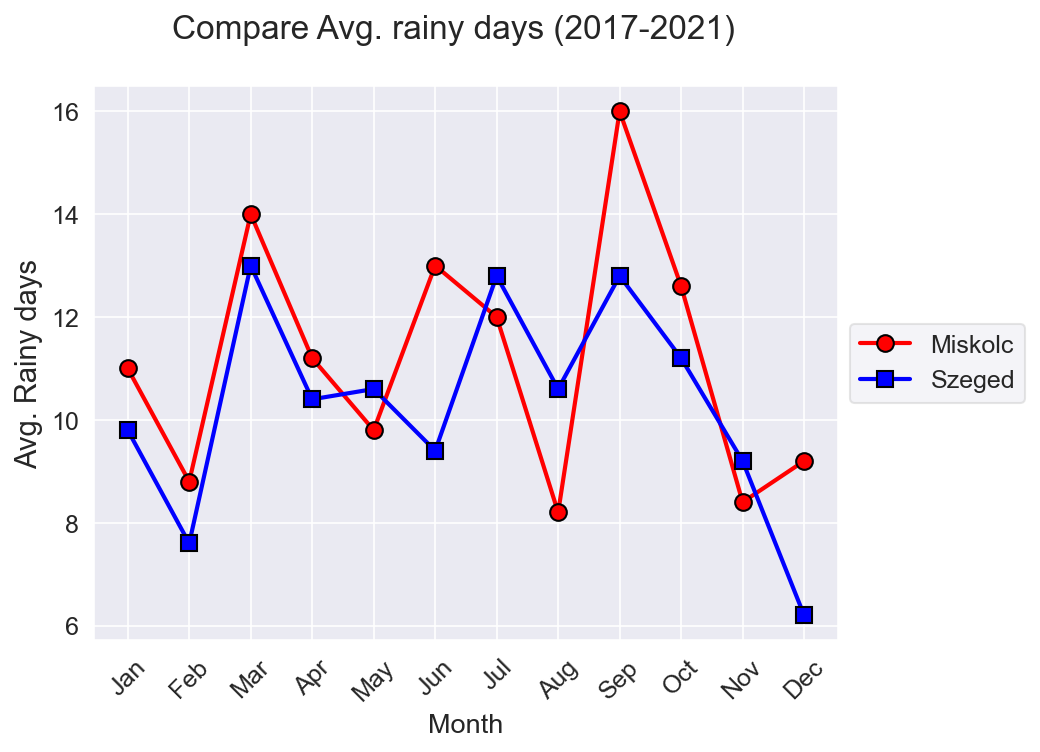 Compare Avg. rainy days (2017-2021)
Avg. Rainy days
16
14
12
10
8
6
Jan Feb Mar Apr May Jun Jul Aug Sep Oct Nov Dec
Month
Miskolc
Szeged